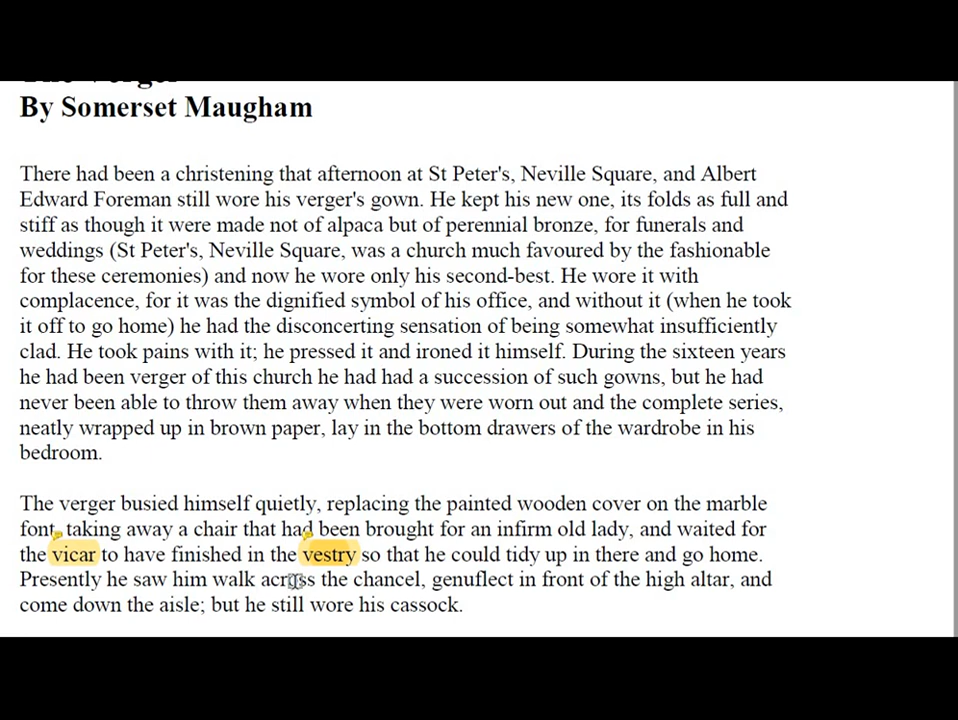 The Verger
By Somerset Maugham
There had been a christening that afternoon at St Peter's, Neville Square, and Albert
Edward Foreman still wore his verger's gown. He kept his new one, its folds as full and
stiff as though it were made not of alpaca but of perennial bronze, for funerals and
weddings (St Peter's, Neville Square, was a church much favoured by the fashionable
for these ceremonies) and now he wore only his second-best. He wore it with
complacence, for it was the dignified symbol of his office, and without it (when he took
it off to go home) he had the disconcerting sensation of being somewhat insufficiently
clad. He took pains with it; he pressed it and ironed it himself. During the sixteen years
he had been verger of this church he had had a succession of such gowns, but he had
never been able to throw them away when they were worn out and the complete series,
neatly wrapped up in brown paper, lay in the bottom drawers of the wardrobe in his
bedroom.
The verger busied himself quietly, replacing the painted wooden cover on the marble
font, taking away a chair that had been brought for an infirm old lady, and waited for
the vicar to have finished in the vestry so that he could tidy up in there and go home.
Presently he saw him walk across the chancel, genuflect in front of the high altar, and
come down the aisle; but he still wore his cassock.